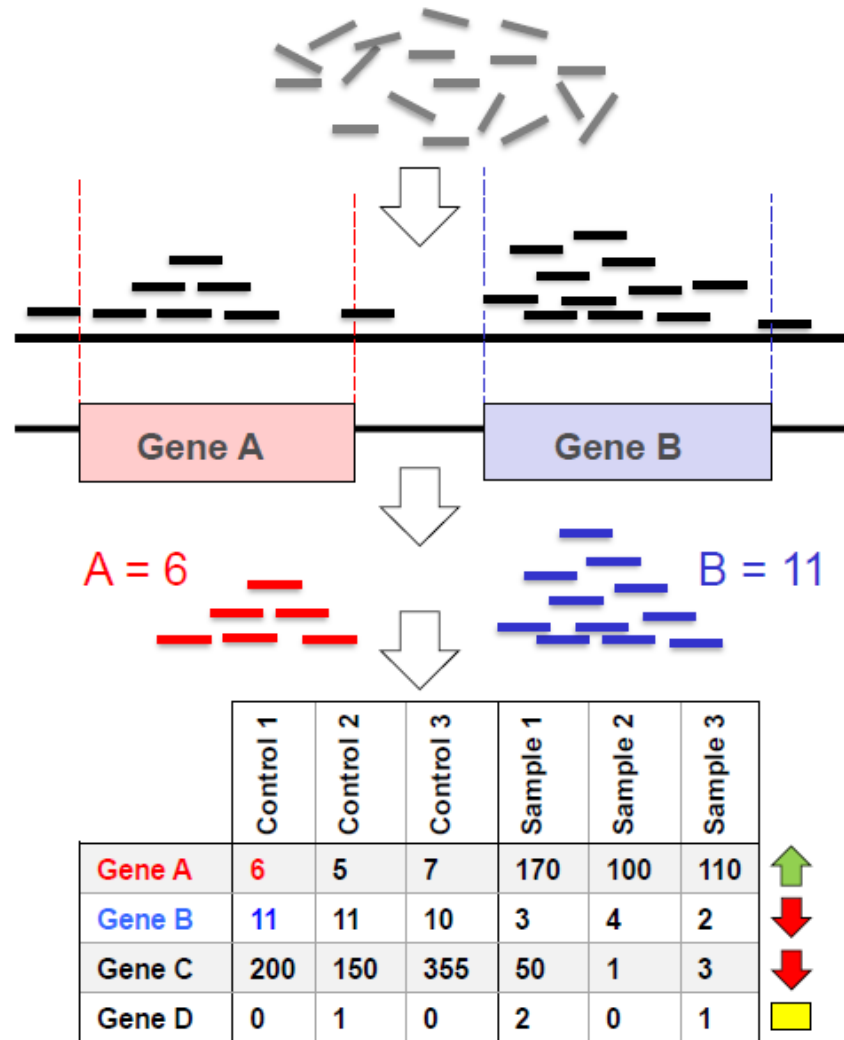 Gene A
Gene B
A = 6
B = 11
Control 1
Control 2
Control 3
Sample 1
Sample 2
Sample 3
Gene A 6 5 7 170 100 110
Gene B 11 11 10 3 4 2
Gene C 200 150 355 50 1 3
Gene D 0 1 0 2 0 1